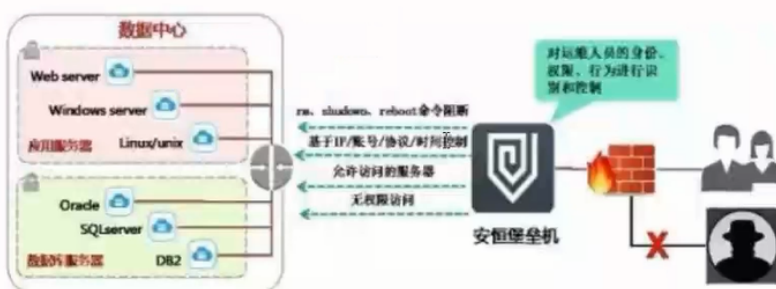 数据中心
Web server
Windows server
Linux/unix
应用服务器
Oracle
SQLserver
DB2
数据库服务器
rm、shutdown、reboot命令阻断
基于IP/账号/协议/时间控制
允许访问的服务器
无权限访问
对运维人员的身份、
权限、行为进行识
别和控制
安恒堡垒机